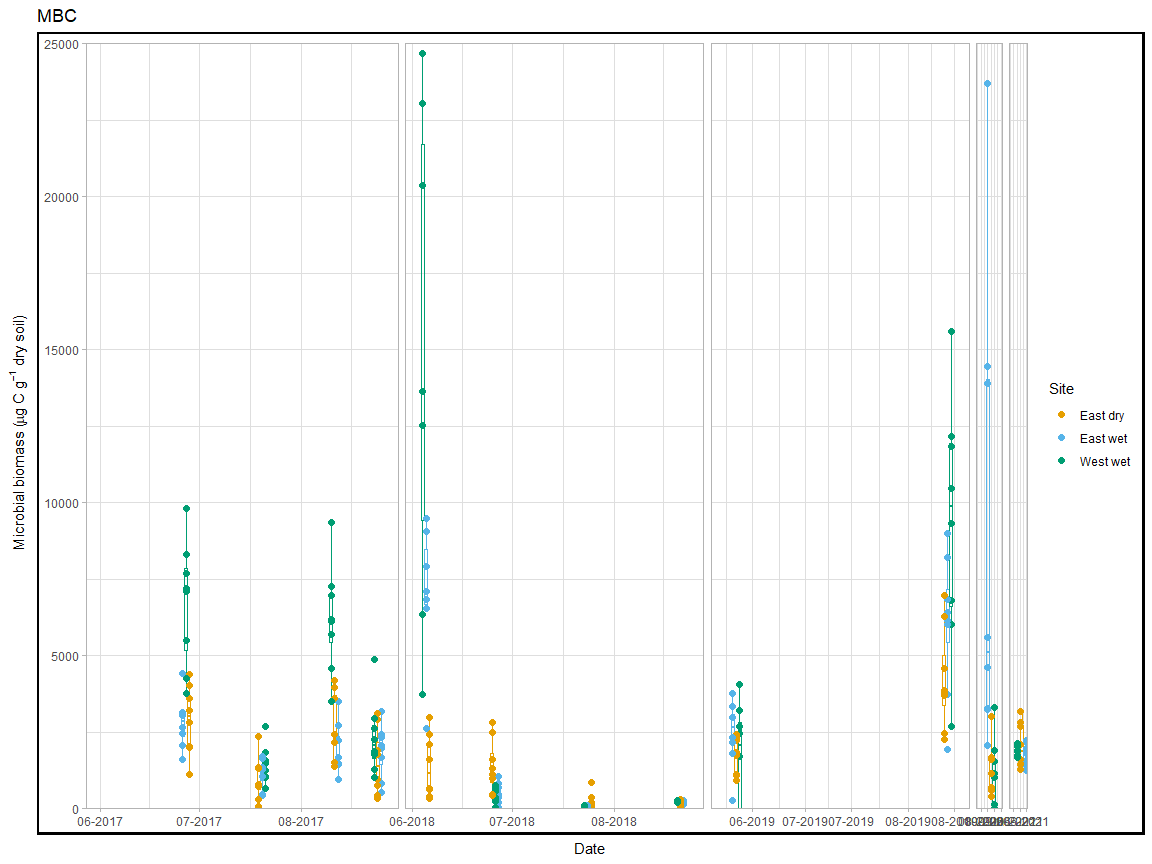 MBC
25000
20000
15000
10000
5000
0
Microbial biomass (μg C g⁻¹ dry soil)
06-2017 07-2017 08-2017 06-2018 07-2018 08-2018 06-2019 07-2019 07-2019 08-2019
Date
Site
East dry
East wet
West wet